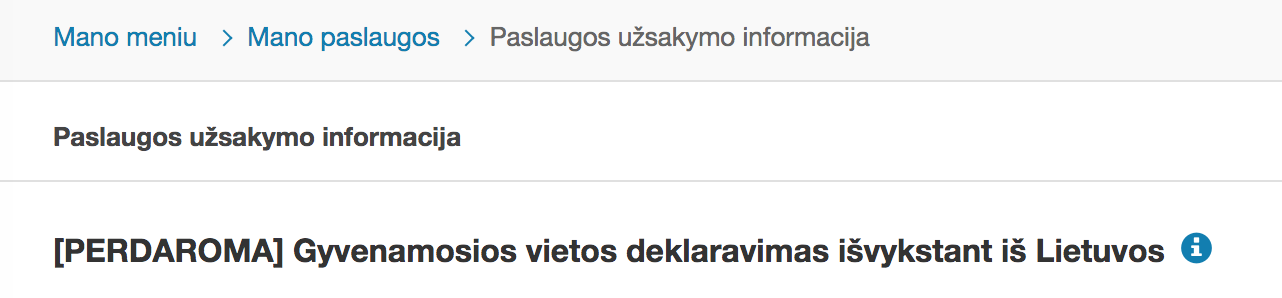 Mano meniu > Mano paslaugos > Paslaugos užsakymo informacija
Paslaugos užsakymo informacija
[PERDAROMA] Gyvenamosios vietos deklaravimas išvykstant iš Lietuvos